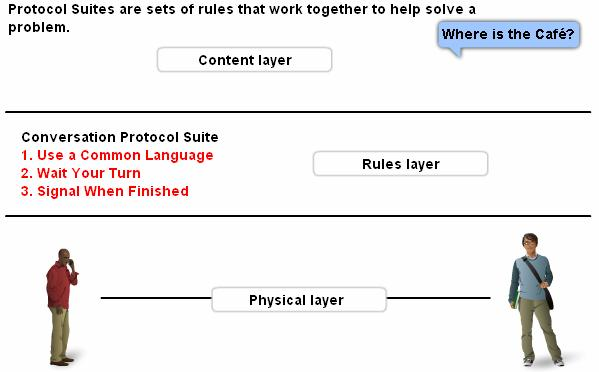 Protocol Suites are sets of rules that work together to help solve a
problem.
Where is the Café?
Content layer
Conversation Protocol Suite
1. Use a Common Language
2. Wait Your Turn
3. Signal When Finished
Rules layer
Physical layer